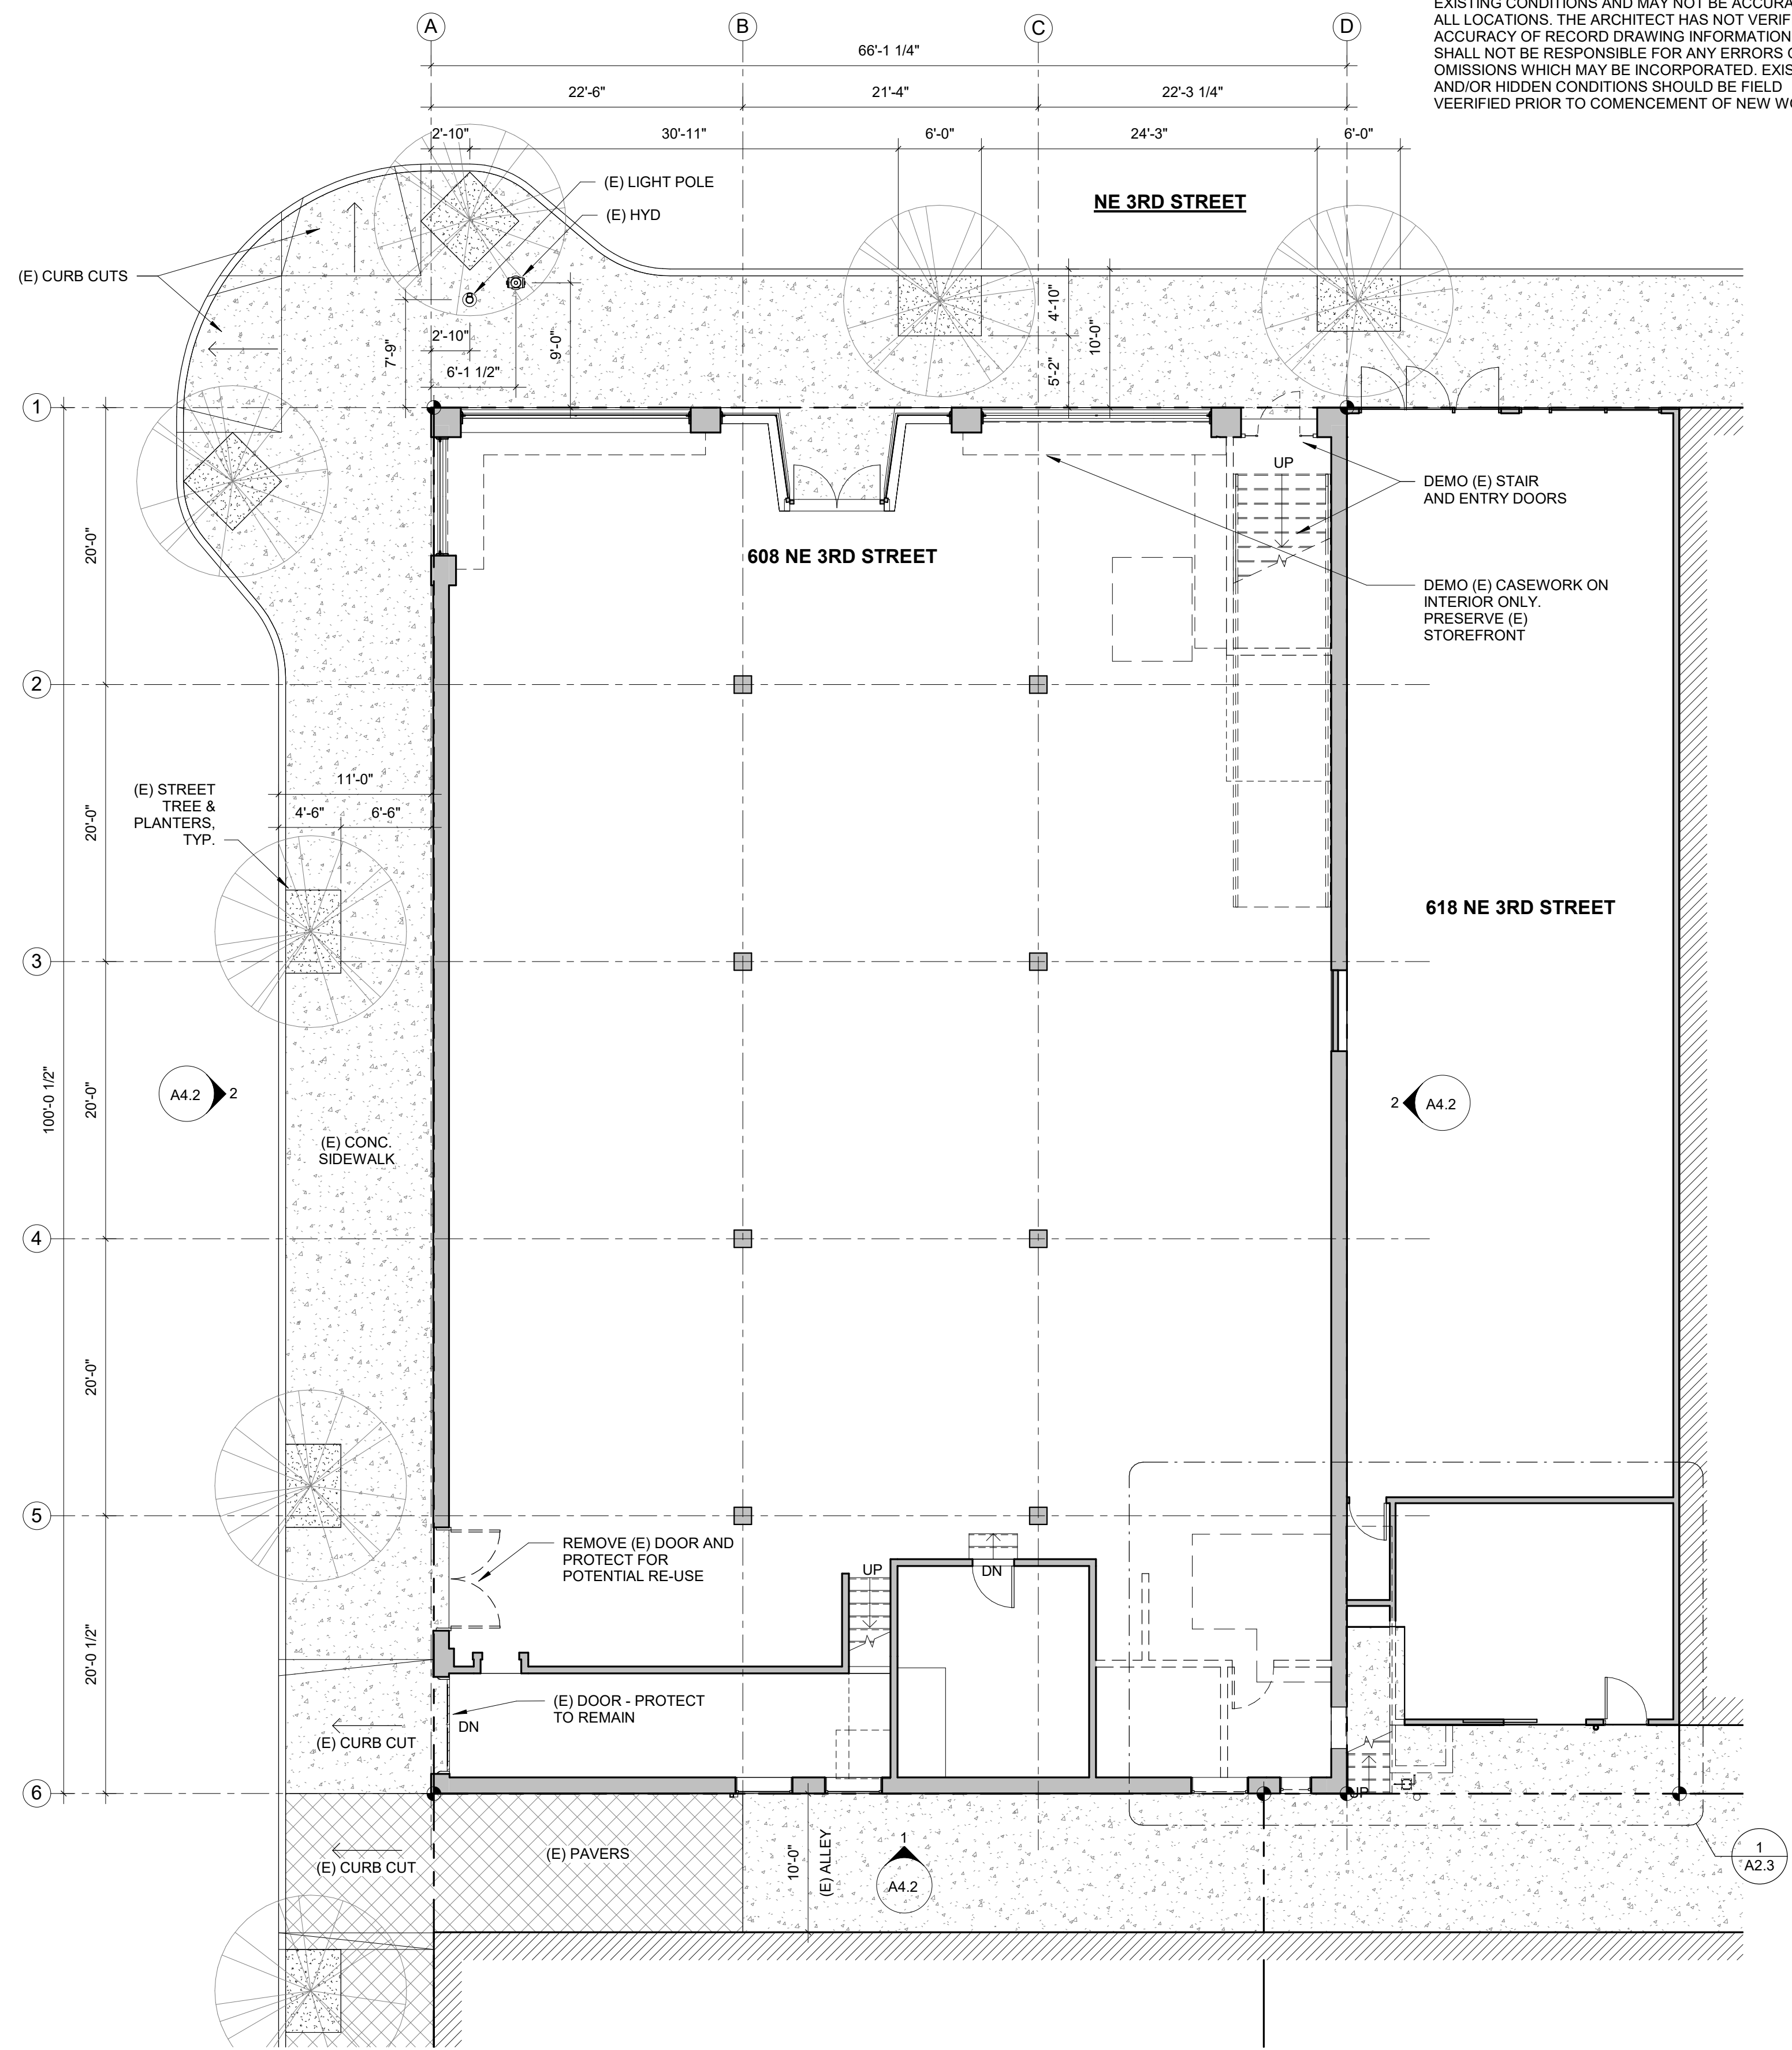 EXISTING CONDITIONS AND MAY NOT BE
ALL LOCATIONS. THE ARCHITECT HAS NOT
ACCURACY OF RECORD DRAWING INFORMATION
SHALL NOT BE RESPONSIBLE FOR ANY ERRORS
OMISSIONS WHICH MAY BE INCORPORATED.
AND/OR HIDDEN CONDITIONS SHOULD BE FIELD
VEERIFIED PRIOR TO COMENCEMENT OF NEW
A
B
C
D
66'-1 1/4"
22'-6"
21'-4"
22'-3 1/4"
2'-10"
30'-11"
6'-0"
24'-3"
6'-0"
(E) LIGHT POLE
(E) HYD
NE 3RD STREET
(E) CURB CUTS
7'-9"
2'-10"
6'-1 1/2"
9'-0"
4'-10"
5'-2"
10'-0"
1
UP
DEMO (E) STAIR
AND ENTRY DOORS
20'-0"
608 NE 3RD STREET
DEMO (E) CASEWORK ON
INTERIOR ONLY.
PRESERVE (E)
STOREFRONT
2
11'-0"
4'-6"
6'-6"
(E) STREET
TREE &
PLANTERS,
TYP.
20'-0"
618 NE 3RD STREET
3
100'-0 1/2"
20'-0"
A4.2
2
2
A4.2
(E) CONC.
SIDEWALK
4
20'-0"
5
REMOVE (E) DOOR AND
PROTECT FOR
POTENTIAL RE-USE
UP
DN
20'-0 1/2"
(E) DOOR - PROTECT
TO REMAIN
DN
(E) CURB CUT
6
UP
(E) PAVERS
(E) CURB CUT
10'-0"
(E) ALLEY
1
A4.2
1
A2.3